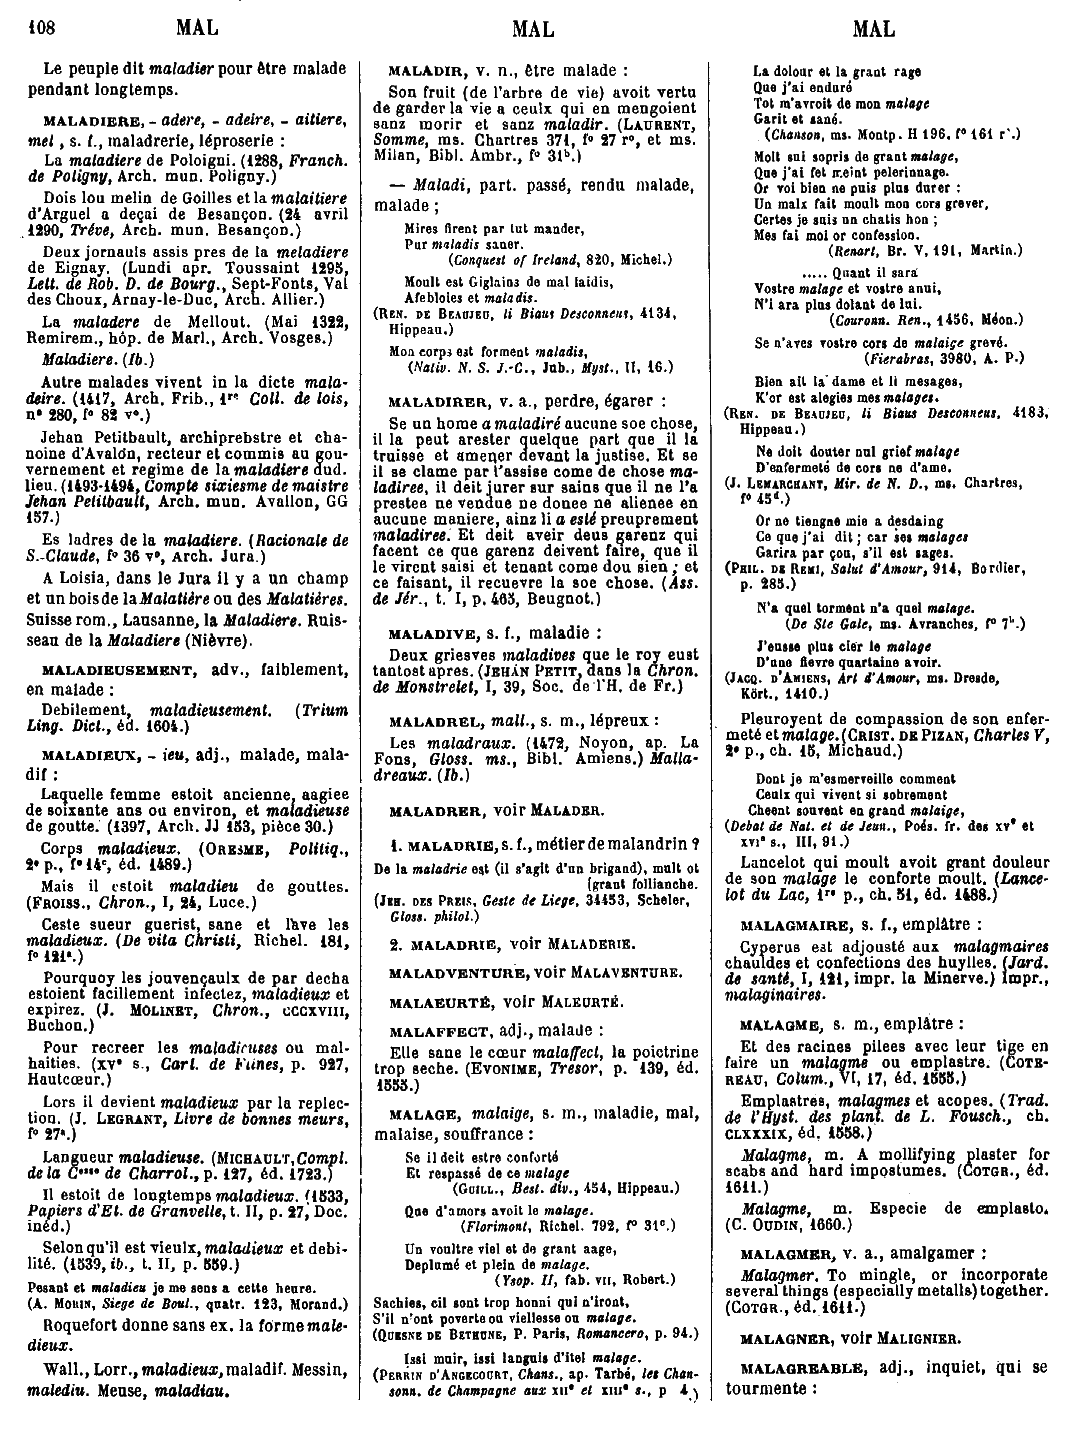 108 MAL MAL MAL
Le peuple dit maladier pour être malade
pendant longtemps.
MALADIERE, - adere, - adeire, - aitiere,
mel , s. f., maladrerie, léproserie :
La maladiere de Poloigni. (1288, Franch.
de Poligny, Arch. mun. Poligny.)
Dois lou melin de Goilles et la malaitiere
d'Arguel a deçai de Besançon. (24 avril
1290, Tréve, Arch. mun. Besançon.)
Deux jornauls assis pres de la meladiere
de Eignay. (Lundi apr. Toussaint 1295,
Lett. de Rob. D. de Bourg., Sept-Fonts, Val
des Choux, Arnay-le-Duc, Arch. Allier.)
La maladere de Mellout. (Mai 1322,
Remirem., hôp. de Marl., Arch. Vosges.)
Maladiere. (Ib.)
Autre malades vivent in la dicte mala-
deire. (1417, Arch. Frib., 1re Coll. de lois,
n° 280, f° 82 v°.)
Jehan Petitbault, archiprebstre et cha-
noine d'Avalon, recteur et commis au gou-
vernement et regime de la maladiere dud.
lieu. (1493-1494, Compte sixiesme de maistre
Jehan Petitbault, Arch. mun. Avallon, GG
157.)
Es ladres de la maladiere. (Racionale de
S.-Claude, f° 36 v°, Arch. Jura.)
A Loisia, dans le Jura il y a un champ
et un bois de la Malatière ou des Malatières.
Suisse rom., Lausanne, la Maladiere. Ruis-
seau de la Maladiere (Nièvre).
MALADIEUSEMENT, adv., faiblement,
en malade :
Debilement, maladieusement. (Trium
Ling. Dict., éd. 1604.)
MALADIEUX, - ieu, adj., malade, mala-
dif :
Laquelle femme estoit ancienne, aagiee
de soixante ans ou environ, et maladieuse
de goutte. (1397, Arch. JJ 153, pièce 30.)
Corps maladieux. (ORESME, Politiq.,
2e p., f° 14c, éd. 1489.)
Mais il estoit maladieu de gouttes.
(FROISS., Chron., I, 24, Luce.)
Ceste sueur guerist, sane et lave les
maladieux. (De vita Christi, Richel. 181,
f° 121a.)
Pourquoy les jouvençaulx de par decha
estoient facillement infectez, maladieux et
expirez. (J. MOLINET, Chron., CCCXVIII,
Buchon.)
Pour recreer les maladieuses ou mal-
haities. (XVe s., Cart. de Flines, p. 927,
Hautcœur.)
Lors il devient maladieux par la replec-
tion. (J. LEGRANT, Livre de bonnes meurs,
f° 27a.)
Langueur maladieuse. (MICHAULT, Compl.
de la Ctesse de Charrol., p. 127, éd. 1723.)
Il estoit de longtemps maladieux. (1533,
Papiers d'Et. de Granvelle, t. II, p. 27, Doc.
inéd.)
Selon qu'il est vieulx, maladieux et debi-
lité. (1539, ib., t. II, p. 559.)
Pesant et maladieu je me sens a cette heure.
(A. MOUIN, Siege de Boul., quatr. 123, Morand.)
Roquefort donne sans ex. la forme male-
dieux.
Wall., Lorr., maladieux, maladif. Messin,
malediu. Meuse, maladiau.
MALADIR, v. n., être malade :
Son fruit (de l'arbre de vie) avoit vertu
de garder la vie a ceulx qui en mengoient
sanz morir et sanz maladir. (LAURENT,
Somme, ms. Chartres 371, f° 27 r°, et ms.
Milan, Bibl. Ambr., f° 31b.)
— Maladi, part. passé, rendu malade,
malade ;
Mires firent par tut mander,
Pur maladis saner.
(Conquest of Ireland, 820, Michel.)
Moult est Giglains de mal laidis,
Afebloies et maladis.
(REN. DE BEAUJEU, li Biaus Desconneus, 4134,
Hippeau.)
Mon corps est forment maladis,
(Nativ. N. S. J.-C., Jub., Myst., II, 16.)
MALADIRER, v. a., perdre, égarer :
Se un home a maladiré aucune soe chose,
il la peut arester quelque part que il la
truisse et amener devant la justise. Et se
il se clame par l'assise come de chose ma-
ladiree, il deit jurer sur sains que il ne l'a
prestee ne vendue ne donee ne alienee en
aucune maniere, ainz li a esté preuprement
maladiree. Et deit aveir deus garenz qui
facent ce que garenz deivent faire, que il
le virent saisi et tenant come dou sien ; et
ce faisant, il recuevre la soe chose. (Ass.
de Jér., t. I, p. 463, Beugnot.)
MALADIVE, s. f., maladie :
Deux griesves maladives que le roy eust
tantost apres. (JEHAN PETIT, dans la Chron.
de Monstrelet, I, 39, Soc. de l'H. de Fr.)
MALADREL, mall., s. m., lépreux :
Les maladraux. (1472, Noyon, ap. La
Fons, Gloss. ms., Bibl. Amiens.) Malla-
dreaux. (Ib.)
MALADRER, voir MALADER.
1. MALADRIE, s. f., métier de malandrin ?
De la maladrie est (il s'agit d'un brigand), mult ot
[grant follianche.
(JEH. DES PREIS, Geste de Liege, 34453, Scheler,
Gloss. philol.)
2. MALADRIE, voir MALADERIE.
MALADVENTURE, voir MALAVENTURE.
MALAEURTÉ, voir MALEURTÉ.
MALAFFECT, adj., malade :
Elle sane le cœur malaffect, la poictrine
trop seche. (EVONIME, Tresor, p. 139, éd.
1555.)
MALAGE, malaige, s. m., maladie, mal,
malaise, souffrance :
Se il deit estre conforté
Et respassé de ce malage
(GUILL., Best. div., 454, Hippeau.)
Que d'amors avoit le malage.
(Florimont, Richel. 792, f° 31c.)
Un voultre viel et de grant aage,
Deplumé et plein de malage.
(Ysop. II, fab. VII, Robert.)
Sachies, cil sont trop honni qui n'iront,
S'il n'ont poverte ou viellesse ou malage.
(QUESNE DE BETHUNE, P. Paris, Romancero, p. 94.)
Issi muir, issi languis d'itel malage.
(PERRIN D'ANGECOURT, Chans., ap. Tarbé, les Chan-
sonn. de Champagne aux XIIe et XIIIe s., p 4.)
La dolour et la grant rage
Que j'ai enduré
Tot m'avroit de mon malage
Garit et sané.
(Chanson, ms. Montp. H 196, f° 161 r°.)
Molt sui sopris de grant malage,
Que j'ai fet meint pelerinage.
Or voi bien ne puis plus durer :
Un malx fait moult mon cors grever,
Certes je suis un chatis hon ;
Mes fai moi or confession.
(Renart, Br. V, 191, Martin.)
..... Quant il sara
Vostre malage et vostre anui,
N'i ara plus dolant de lui.
(Couronn. Ren., 1456, Méon.)
Se n'aves vostre cors de malaige grevé.
(Fierabras, 3980, A. P.)
Bien ait la dame et li mesages,
K'or est alegies mes malages.
(REN. DE BEAUJEU, li Biaus Desconneus, 4183,
Hippeau.)
Ne doit douter nul grief malage
D'enfermeté de cors ne d'ame.
(J. LEMARCHANT, Mir. de N. D., ms. Chartres,
f° 45d.)
Or ne tiengne mie a desdaing
Ce que j'ai dit ; car ses malages
Garira par çou, s'il est sages.
(PHIL. DE REMI, Salut d'Amour, 914, Bordier,
p. 285.)
N'a quel torment n'a quel malage.
(De Ste Gale, ms. Avranches, f° 7b.)
J'eusse plus cier le malage
D'une fievre quartaine avoir.
(JACQ. D'AMIENS, Art d'Amour, ms. Dresde,
Kört., 1410.)
Pleuroyent de compassion de son enfer-
meté et malage. (CRIST. DE PIZAN, Charles V,
2e p., ch. 15, Michaud.)
Dont je m'esmerveille comment
Ceulx qui vivent si sobrement
Cheent souvent en grand malaige,
(Debat de Nat. et de Jeun., Poés. fr. des XVe et
XVIe s., III, 91.)
Lancelot qui moult avoit grant douleur
de son malage le conforte moult. (Lance-
lot du Lac, 1re p., ch. 51, éd. 1488.)
MALAGMAIRE, s. f., emplâtre :
Cyperus est adjousté aux malagmaires
chauldes et confections des huylles. (Jard.
de santé, I, 121, impr. la Minerve.) Impr.,
malaginaires.
MALAGME, s. m., emplâtre :
Et des racines pilees avec leur tige en
faire un malagme ou emplastre. (COTE-
REAU, Colum., VI, 17, éd. 1555.)
Emplastres, malagmes et acopes. (Trad.
de l'Hyst. des plant. de L. Fousch., ch.
CLXXXIX, éd. 1558.)
Malagme, m. A mollifying plaster for
scabs and hard impostumes. (COTGR., éd.
1611.)
Malagme, m. Especie de emplasto.
(C. OUDIN, 1660.)
MALAGMER, v. a., amalgamer :
Malagmer. To mingle, or incorporate
several things (especially metalls) together.
(COTGR., éd. 1611.)
MALAGNER, voir MALIGNIER.
MALAGREABLE, adj., inquiet, qui se
tourmente :